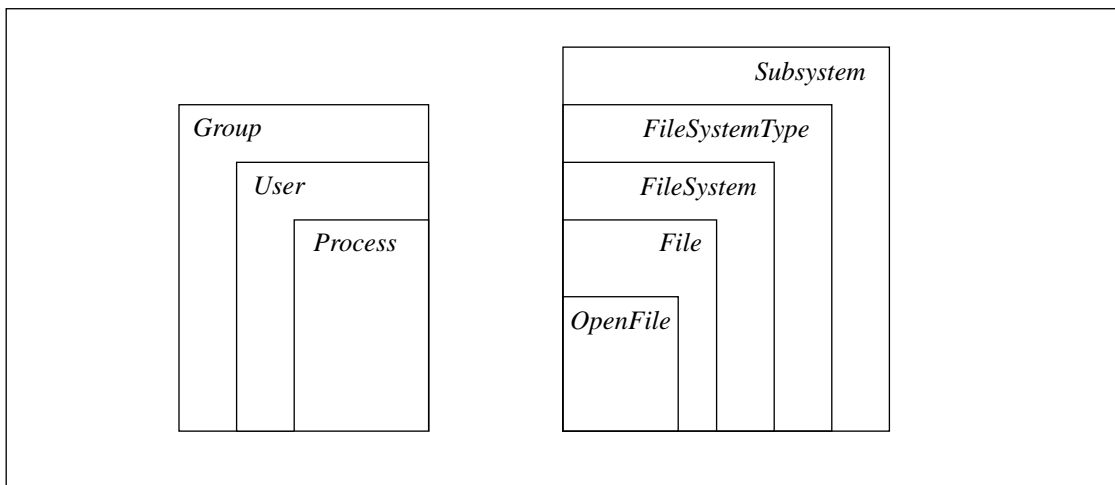 Group
User
Process
Subsystem
FileSystemType
FileSystem
File
OpenFile